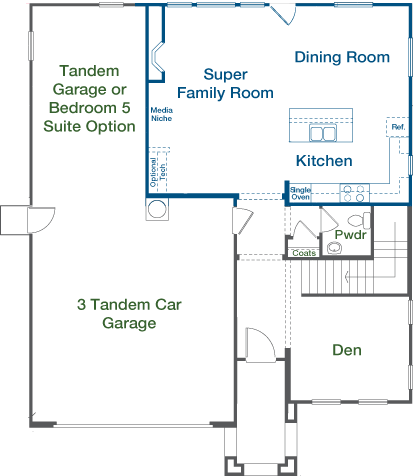 Tandem
Garage or
Bedroom 5
Suite Option
Super
Family Room
Dining Room
Media
Niche
Ref.
Kitchen
Optional
Tech
Single
Oven
Pwdr
Coats
3 Tandem Car
Garage
Den